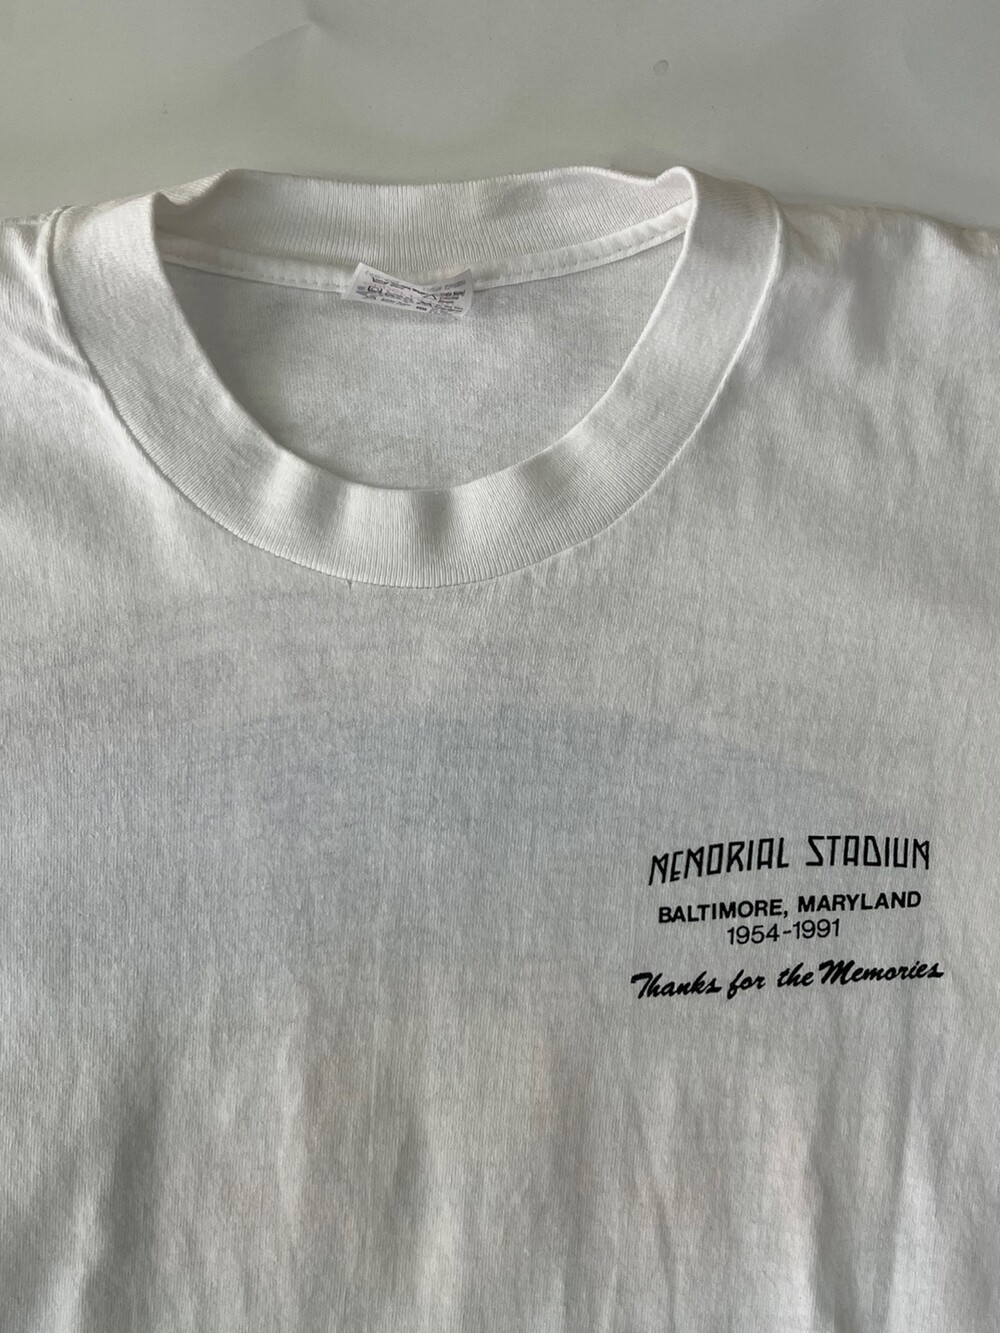 MEMORIAL STADIUM
BALTIMORE, MARYLAND
1954-1991
Thanks for the Memories